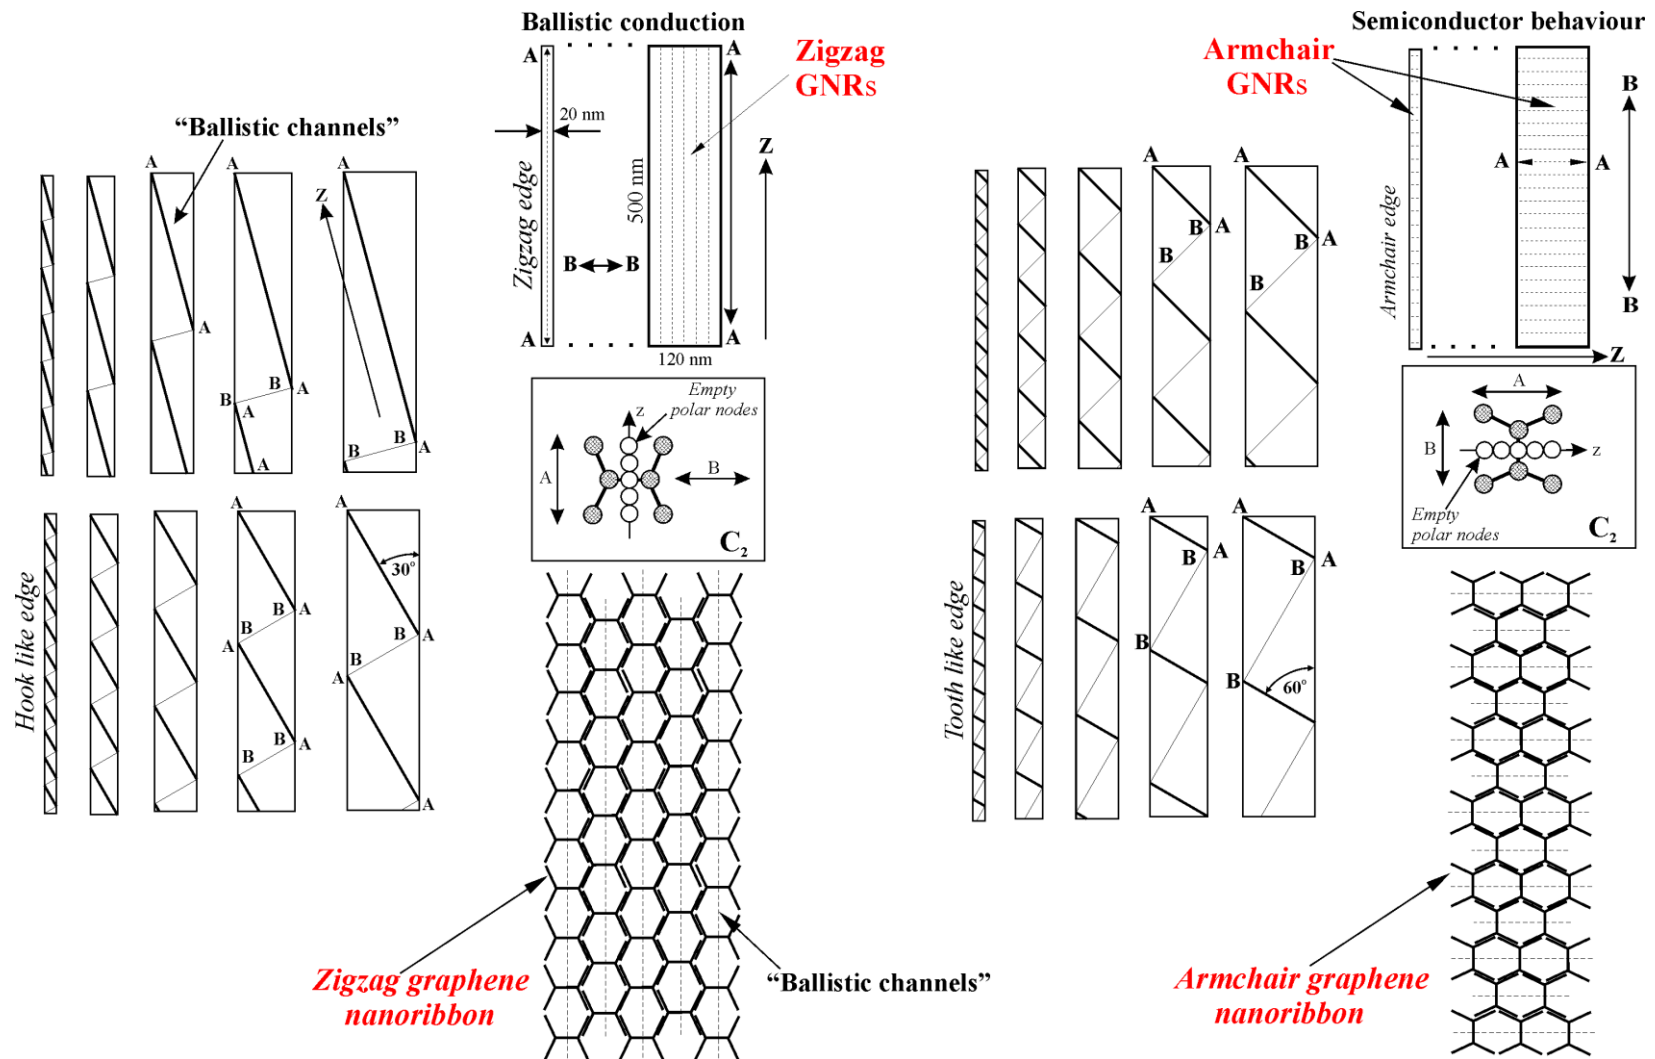 Ballistic conduction
A
A
Zigzag
GNRs
20 nm
Zigzag edge
500 nm
Z
B
B
A
A
120 nm
"Ballistic channels"
A
A
A
Z
A
B
A
B
A
A
B
A
B
Empty
polar nodes
z
A
B
C2
Hook like edge
A
B
A
B
A
B
A
B
A
30°
B
A
B
A
A
Zigzag graphene
nanoribbon
"Ballistic channels"
Semiconductor behaviour
Armchair
GNRs
B
A
A
B
Armchair edge
Z
A
B
A
B
A
B
A
B
A
B
z
Empty
polar nodes
C2
Tooth like edge
A
B
A
B
A
B
A
B
60°
Armchair graphene
nanoribbon